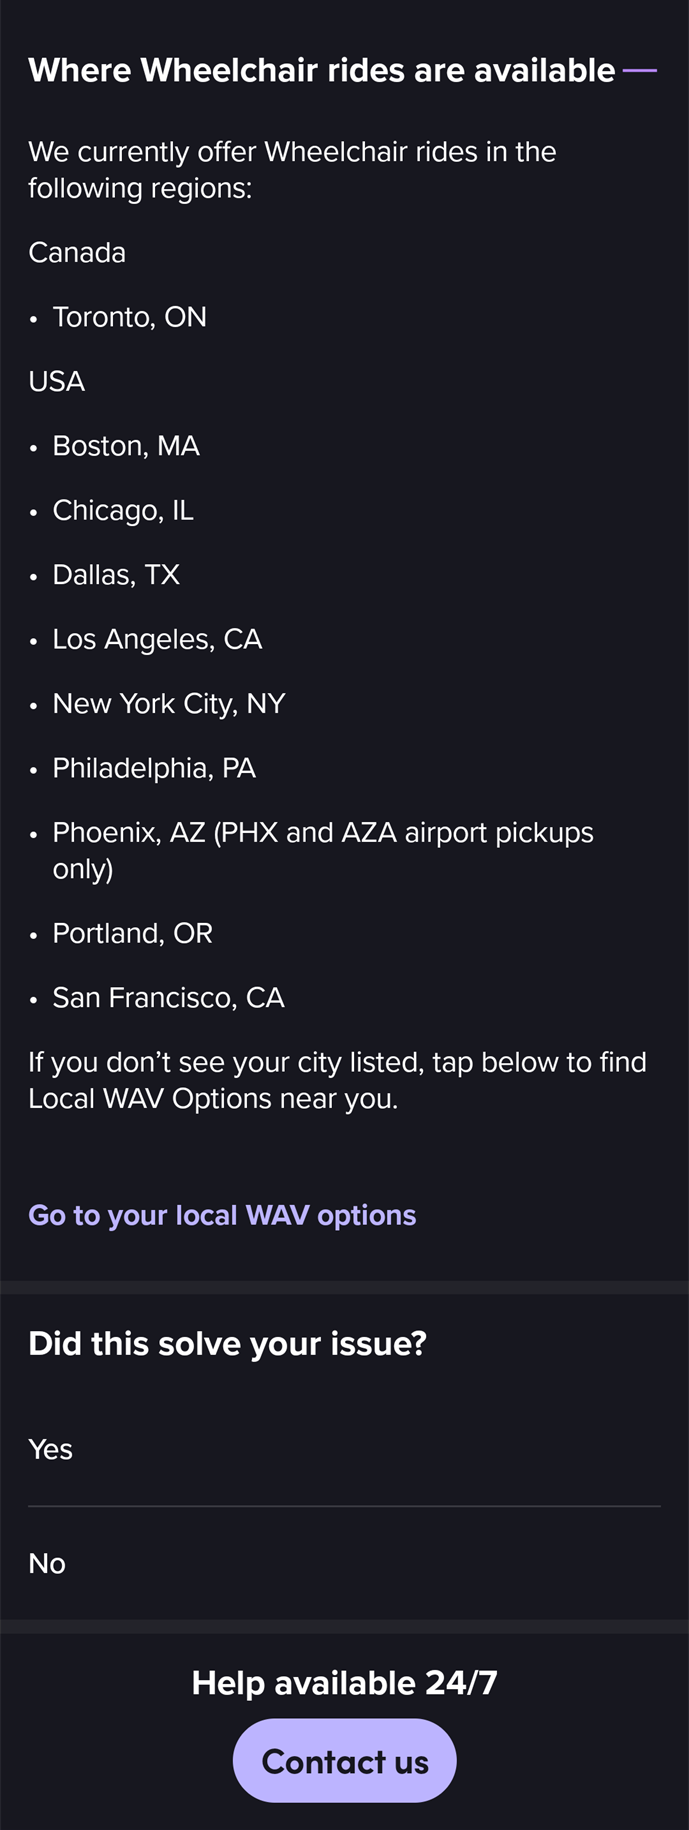 Where Wheelchair rides are available
We currently offer Wheelchair rides in the
following regions:
Canada
• Toronto, ON
USA
• Boston, MA
• Chicago, IL
• Dallas, TX
• Los Angeles, CA
• New York City, NY
• Philadelphia, PA
• Phoenix, AZ (PHX and AZA airport pickups
only)
• Portland, OR
• San Francisco, CA
If you don’t see your city listed, tap below to find
Local WAV Options near you.
Go to your local WAV options
Did this solve your issue?
Yes
No
Help available 24/7
Contact us